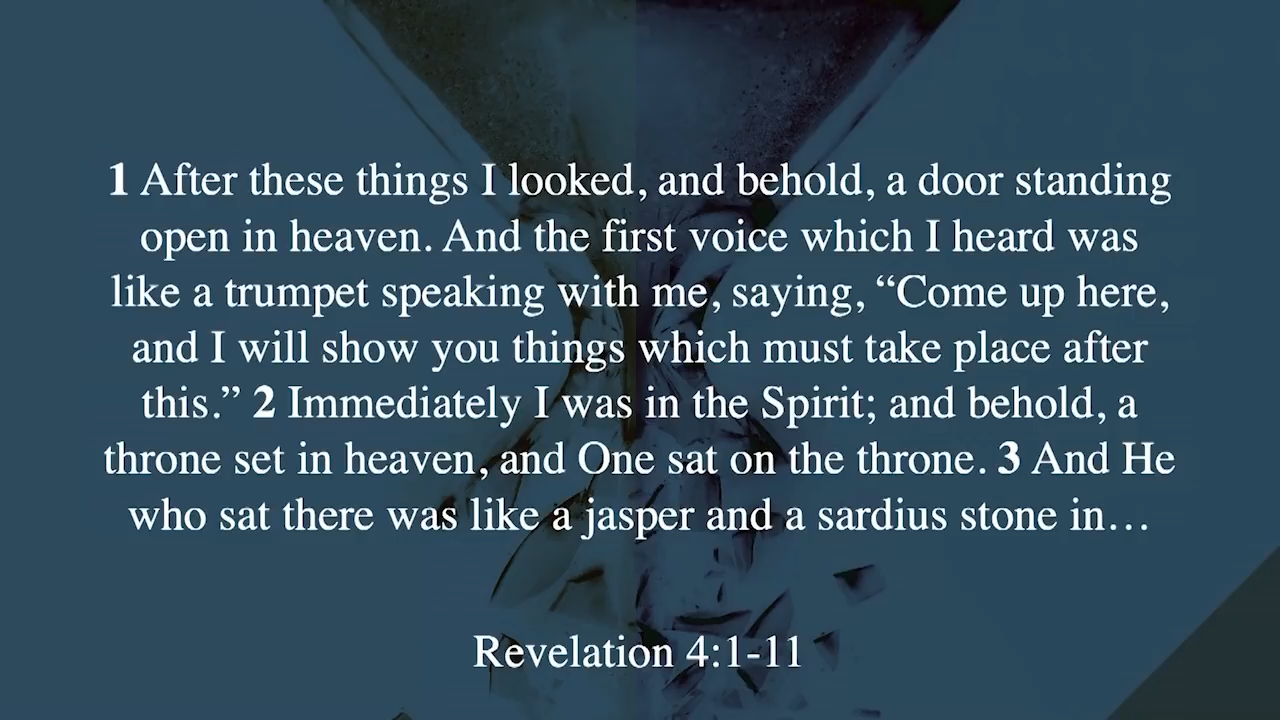 1 After these things I looked, and behold, a door standing
open in heaven. And the first voice which I heard was
like a trumpet speaking with me, saying, “Come up here,
and I will show you things which must take place after
this.” 2 Immediately I was in the Spirit; and behold, a
throne set in heaven, and One sat on the throne. 3 And He
who sat there was like a jasper and a sardius stone in…
Revelation 4:1-11